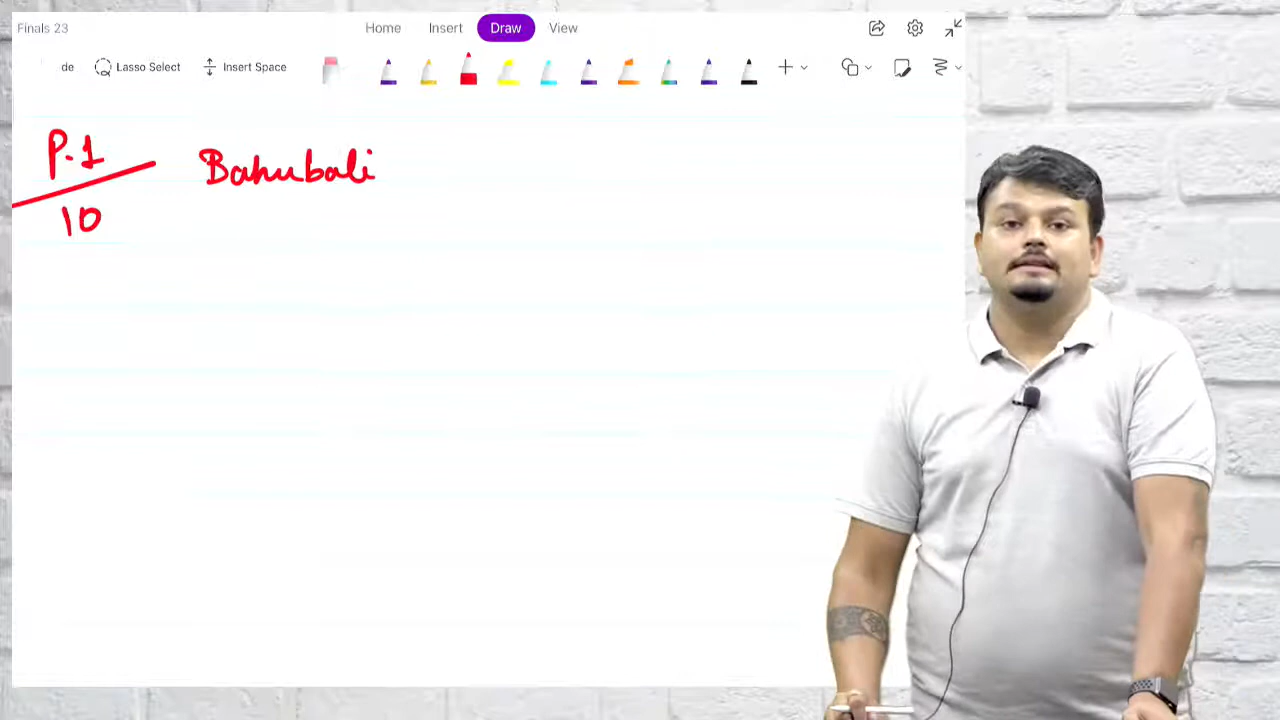 Finals 23
Home Insert Draw View
de Lasso Select Insert Space
P.1
10
Bahubali